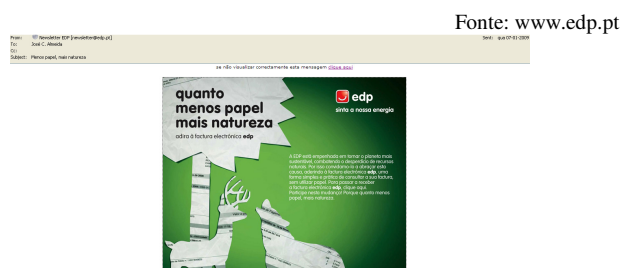 Fonte: www.edp.pt
From: Newsletter EDP [newsletter@edp.pt]
Sent: qua 07-01-2009
To: José C. Almeida
Cc:
Subject: Menos papel, mais natureza
se não visualizar correctamente esta mensagem clique aqui
quanto
menos papel
mais natureza
adira à factura electrónica edp
edp
sinta a nossa energia
A EDP está empenhada em tornar o planeta mais
sustentável, combatendo o desperdício de recursos
naturais. Por isso convidamo-lo a abraçar esta
causa, aderindo à factura electrónica edp, uma
forma simples e prática de consultar a sua factura,
sem utilizar papel. Para passar a receber
a factura electrónica edp, clique aqui.
Participe nesta mudança! Porque quanto menos
papel, mais natureza.